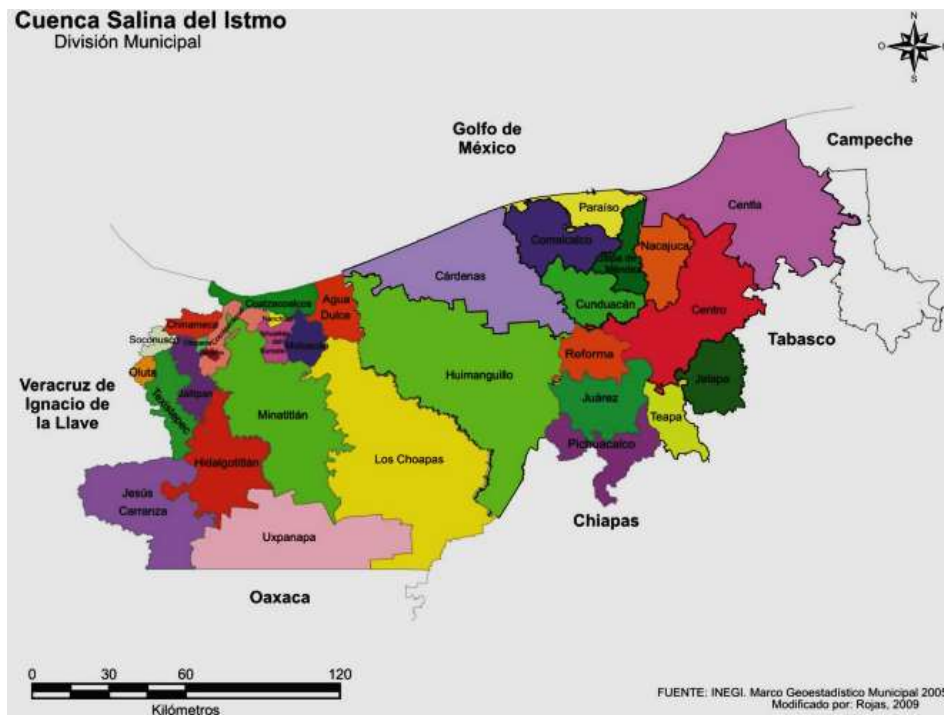 Cuenca Salina del Istmo
División Municipal
N
O
S
Golfo de
México
Campeche
Centla
Paraíso
Comalcalco
Nacajuca
Cárdenas
Cunduacán
Centro
Coatzacoalcos
Agua
Dulce
Chinameca
Soconusco
Tabasco
Reforma
Oluta
Huimanguillo
Jalapa
Veracruz de
Ignacio de
la Llave
Texistepec
Jaltipan
Juárez
Teapa
Minatitlán
Pichucalco
Los Choapas
Hidalgotitlán
Jesús
Carranza
Chiapas
Uxpanapa
Oaxaca
0 30 60 120
Kilómetros
FUENTE: INEGI. Marco Geoestadístico Municipal 2005
Modificado por: Rojas, 2009